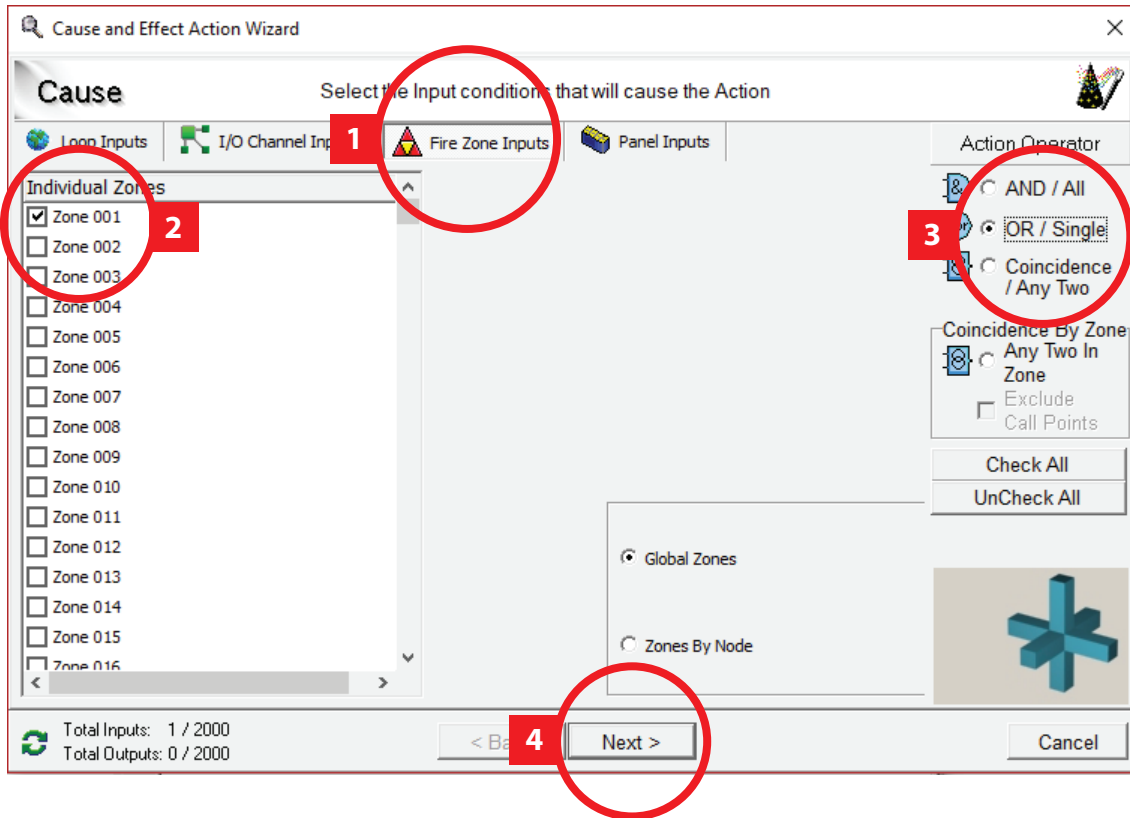 Cause and Effect Action Wizard
Cause
Select the Input conditions that will cause the Action
Loop Inputs
I/O Channel Inp
1
Fire Zone Inputs
Panel Inputs
Action Operator
Individual Zones
Zone 001
2
Zone 002
Zone 003
Zone 004
Zone 005
Zone 006
Zone 007
Zone 008
Zone 009
Zone 010
Zone 011
Zone 012
Zone 013
Zone 014
Zone 015
Zone 016
& AND / All
3
OR / Single
Coincidence
/ Any Two
Coincidence By Zone
Any Two In
Zone
Exclude
Call Points
Check All
UnCheck All
Global Zones
Zones By Node
Total Inputs: 1 / 2000
Total Outputs: 0 / 2000
< Ba
4
Next >
Cancel